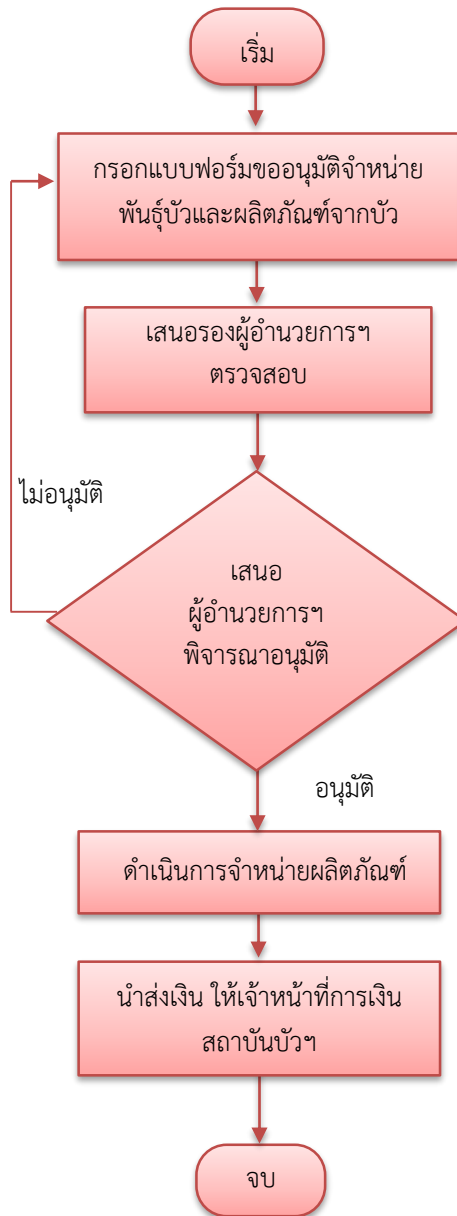 เริ่ม
กรอกแบบฟอร์มขออนุมัติจำหน่าย
พันธุ์บัวและผลิตภัณฑ์จากบัว
เสนอรองผู้อำนวยการฯ
ตรวจสอบ
ไม่อนุมัติ
เสนอ
ผู้อำนวยการฯ
พิจารณาอนุมัติ
อนุมัติ
ดำเนินการจำหน่ายผลิตภัณฑ์
นำส่งเงิน ให้เจ้าหน้าที่การเงิน
สถาบันบัวฯ
จบ